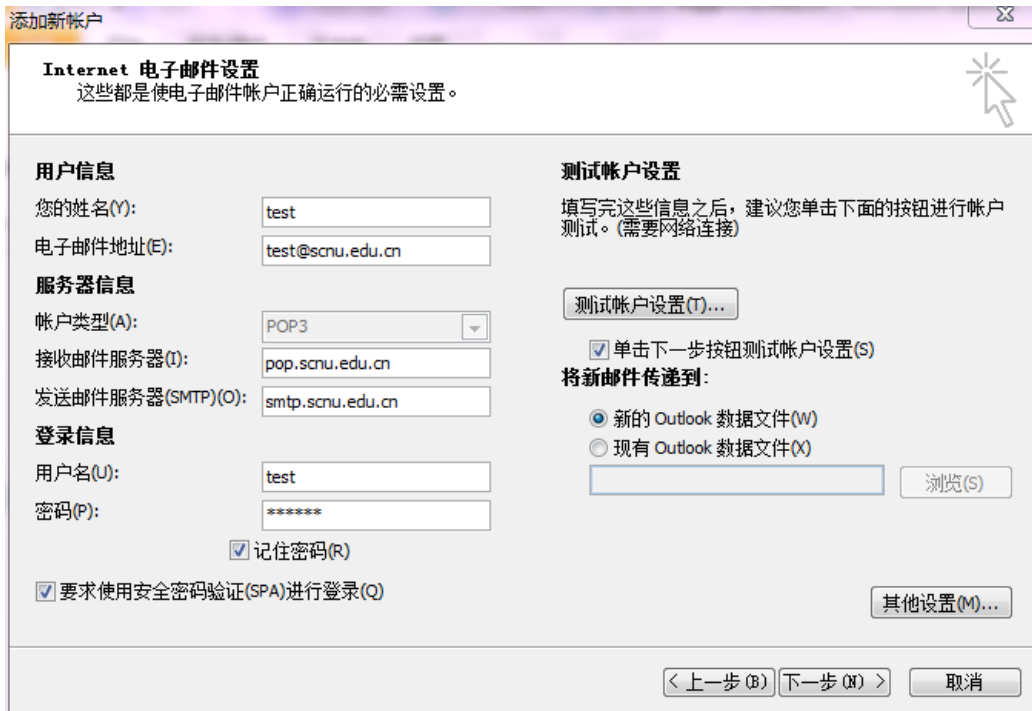 添加新帐户
Internet 电子邮件设置
这些都是使电子邮件帐户正确运行的必需设置。
用户信息
您的姓名(Y):
test
电子邮件地址(E):
test@scnu.edu.cn
服务器信息
帐户类型(A):
POP3
接收邮件服务器(I):
pop.scnu.edu.cn
发送邮件服务器(SMTP)(O):
smtp.scnu.edu.cn
登录信息
用户名(U):
test
密码(P):
******
记住密码(R)
要求使用安全密码验证(SPA)进行登录(Q)
测试帐户设置
填写完这些信息之后，建议您单击下面的按钮进行帐户
测试。(需要网络连接)
测试帐户设置(T)...
单击下一步按钮测试帐户设置(S)
将新邮件传递到:
新的 Outlook 数据文件(W)
现有 Outlook 数据文件(X)
浏览(S)
其他设置(M)...
< 上一步(B)
下一步(N) >
取消